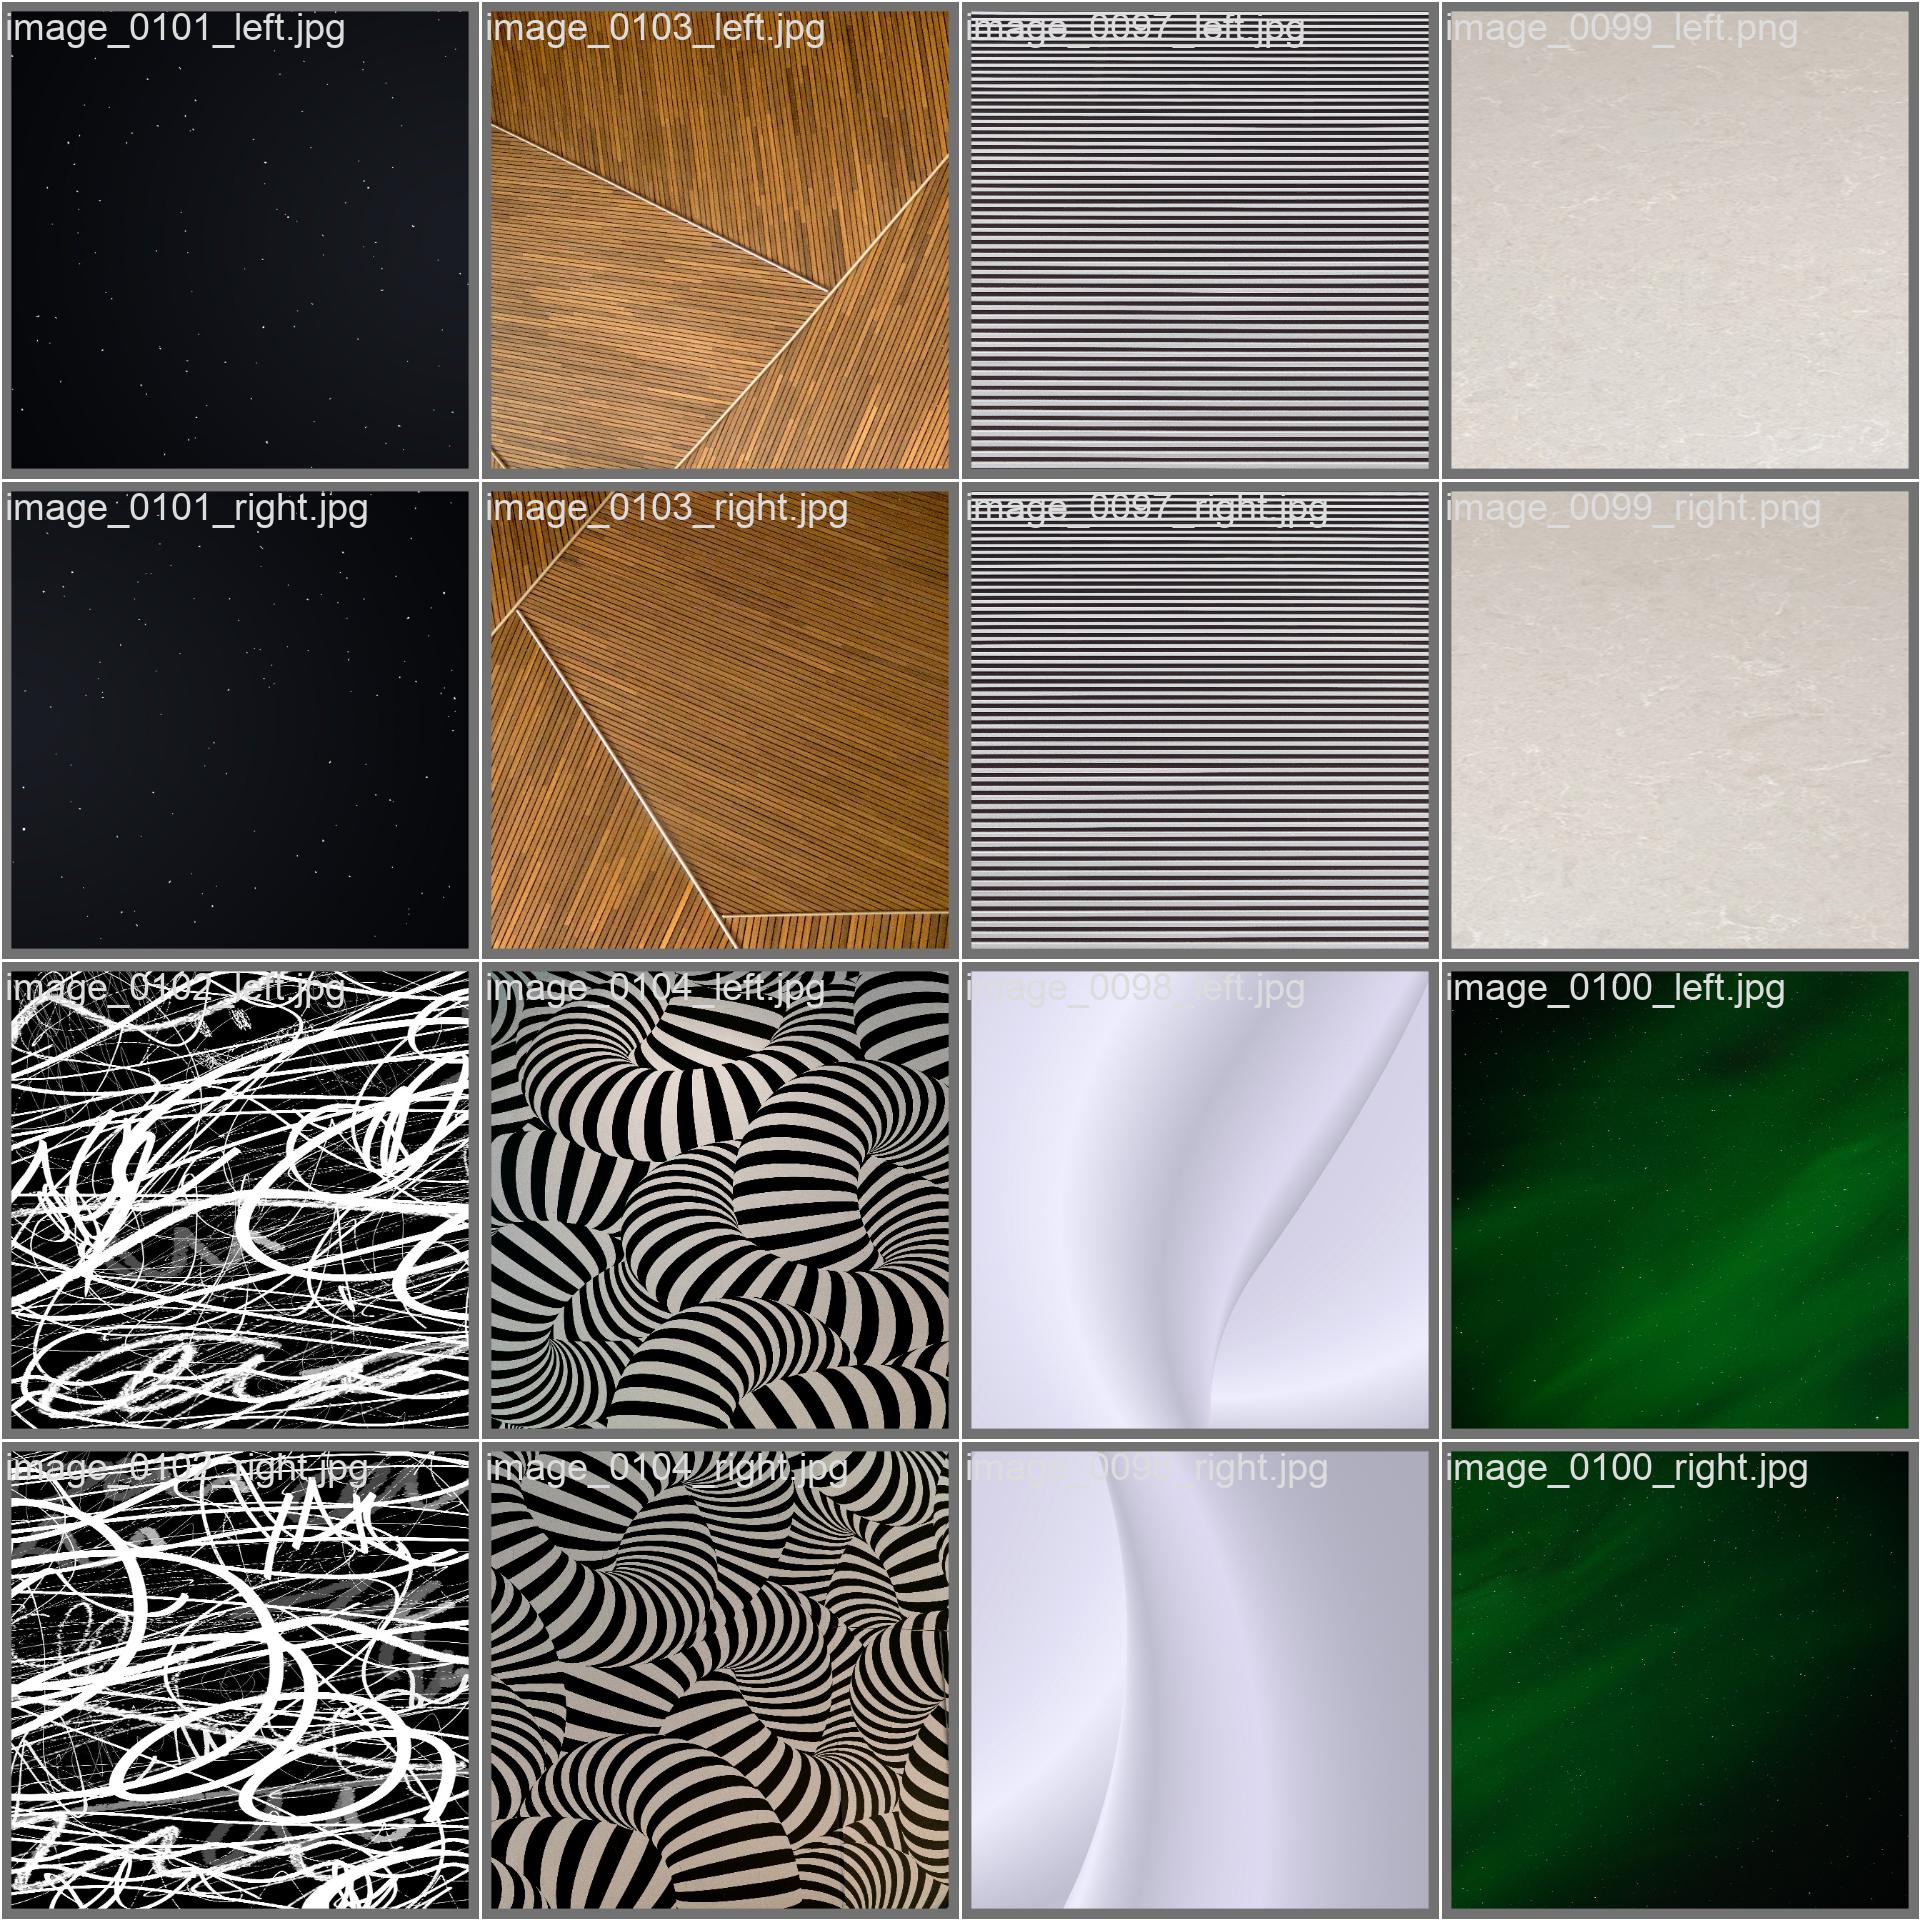 image_0101_left.jpg
image_0103_left.jpg
image_0097_left.jpg
image_0099_left.png
image_0101_right.jpg
image_0103_right.jpg
image_0097_right.jpg
image_0099_right.png
image_0102_left.jpg
image_0104_left.jpg
image_0098_left.jpg
image_0100_left.jpg
image_0102_right.jpg
image_0104_right.jpg
image_0098_right.jpg
image_0100_right.jpg